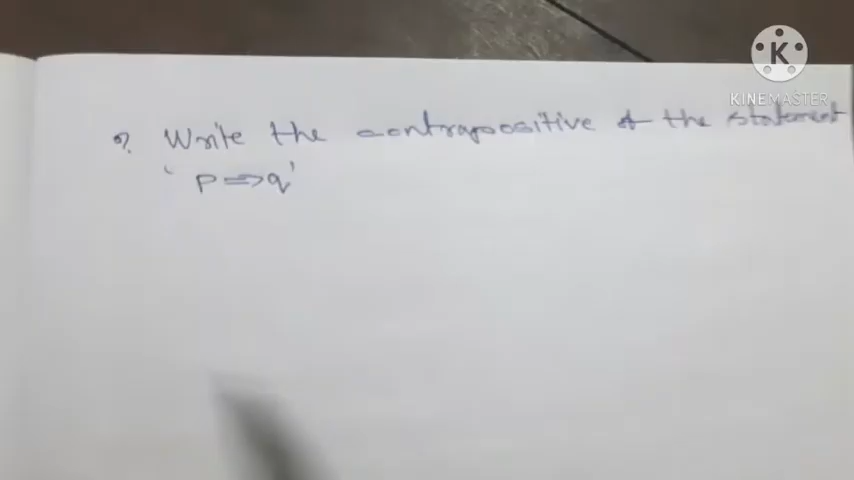 K
KINEMASTER
Q. Write the contrapositive of the statement
' p => q'